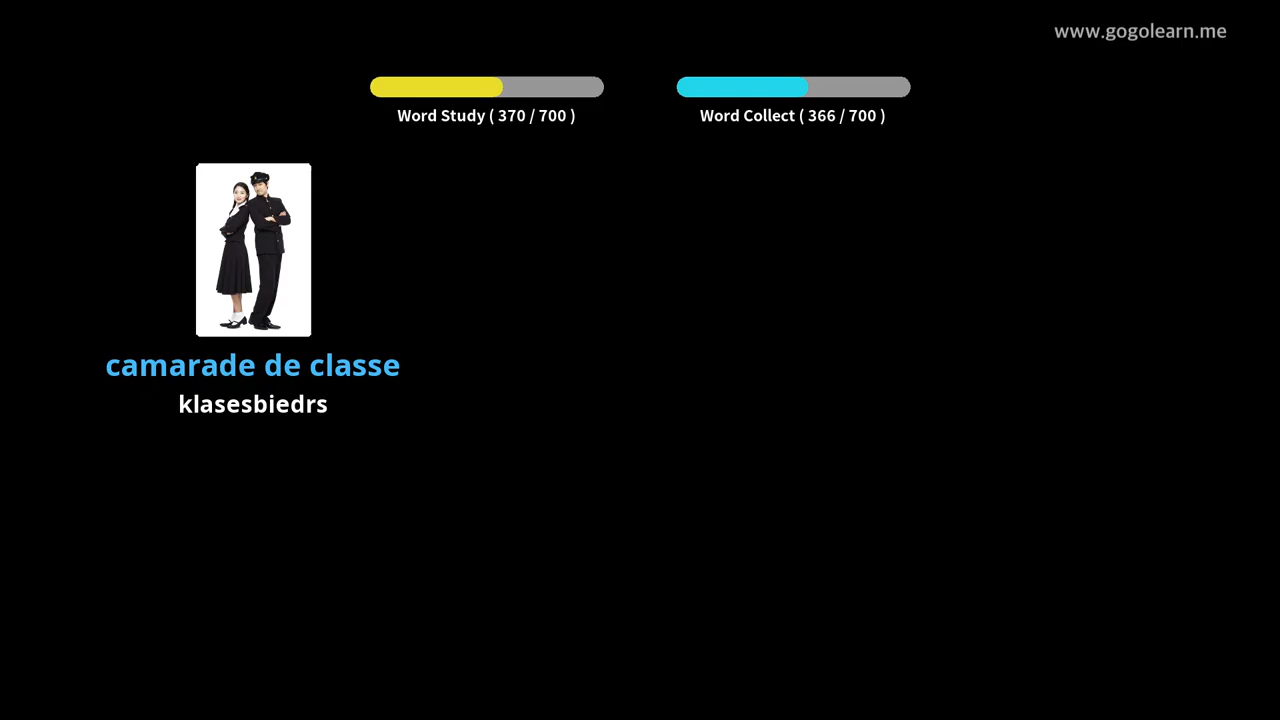 www.gogolearn.me
Word Study ( 370 / 700 )
Word Collect ( 366 / 700 )
camarade de classe
klasesbiedrs